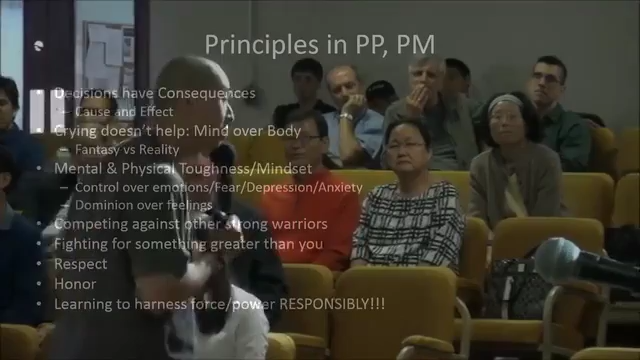 Principles in PP, PM
• Decisions have Consequences
– Cause and Effect
• Crying doesn't help: Mind over Body
– Fantasy vs Reality
• Mental & Physical Toughness/Mindset
– Control over emotions/Fear/Depression/Anxiety
– Dominion over feelings
• Competing against other strong warriors
• Fighting for something greater than you
• Respect
• Honor
• Learning to harness force/power RESPONSIBLY!!!